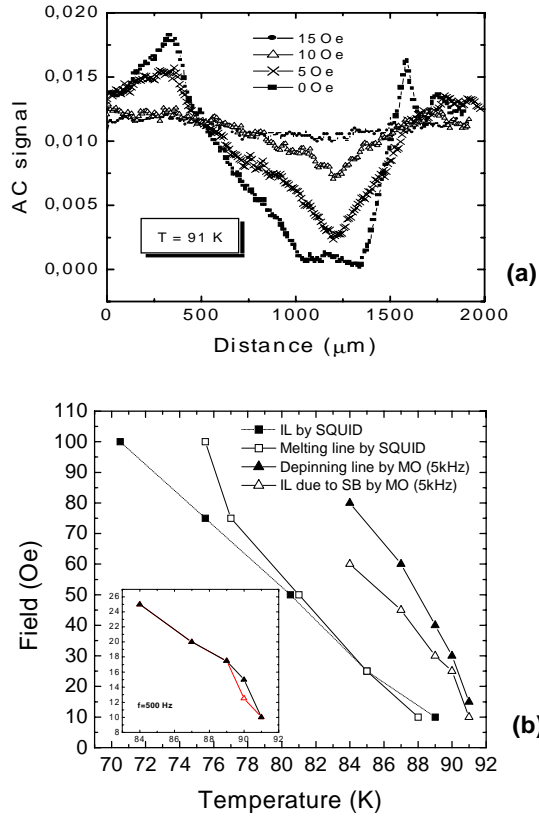 (a)
0,020
0,015
0,010
0,005
0,000
AC signal
15 Oe
10 Oe
5 Oe
0 Oe
T = 91 K
0
500
1000
1500
2000
Distance (μm)
(b)
110
100
90
80
70
60
50
40
30
20
10
0
Field (Oe)
IL by SQUID
Melting line by SQUID
Depinning line by MO (5kHz)
IL due to SB by MO (5kHz)
26
24
22
20
18
16
14
12
10
8
f=500 Hz
84 86 88 90 92
70 72 74 76 78 80 82 84 86 88 90 92
Temperature (K)